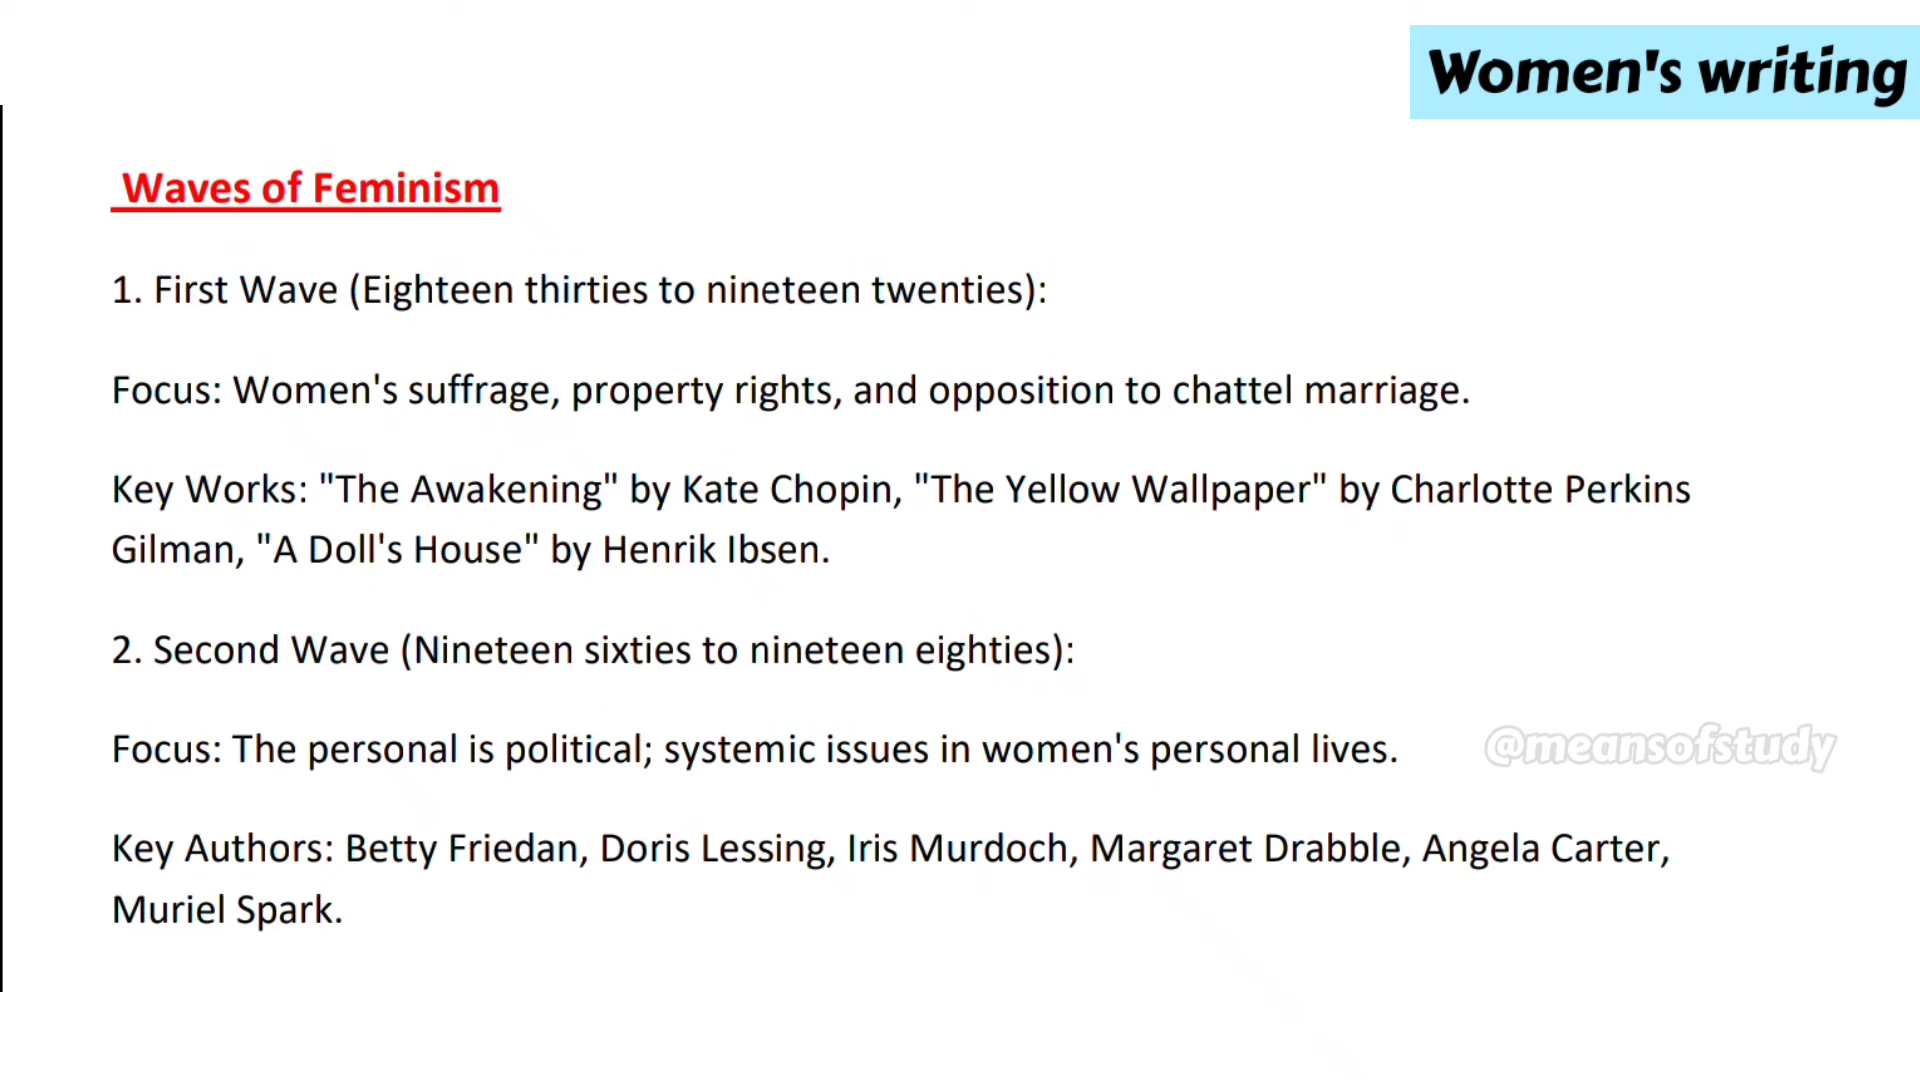 Women's writing
Waves of Feminism
1. First Wave (Eighteen thirties to nineteen twenties):
Focus: Women's suffrage, property rights, and opposition to chattel marriage.
Key Works: "The Awakening" by Kate Chopin, "The Yellow Wallpaper" by Charlotte Perkins
Gilman, "A Doll's House" by Henrik Ibsen.
2. Second Wave (Nineteen sixties to nineteen eighties):
Focus: The personal is political; systemic issues in women's personal lives.
@meansofstudy
Key Authors: Betty Friedan, Doris Lessing, Iris Murdoch, Margaret Drabble, Angela Carter,
Muriel Spark.